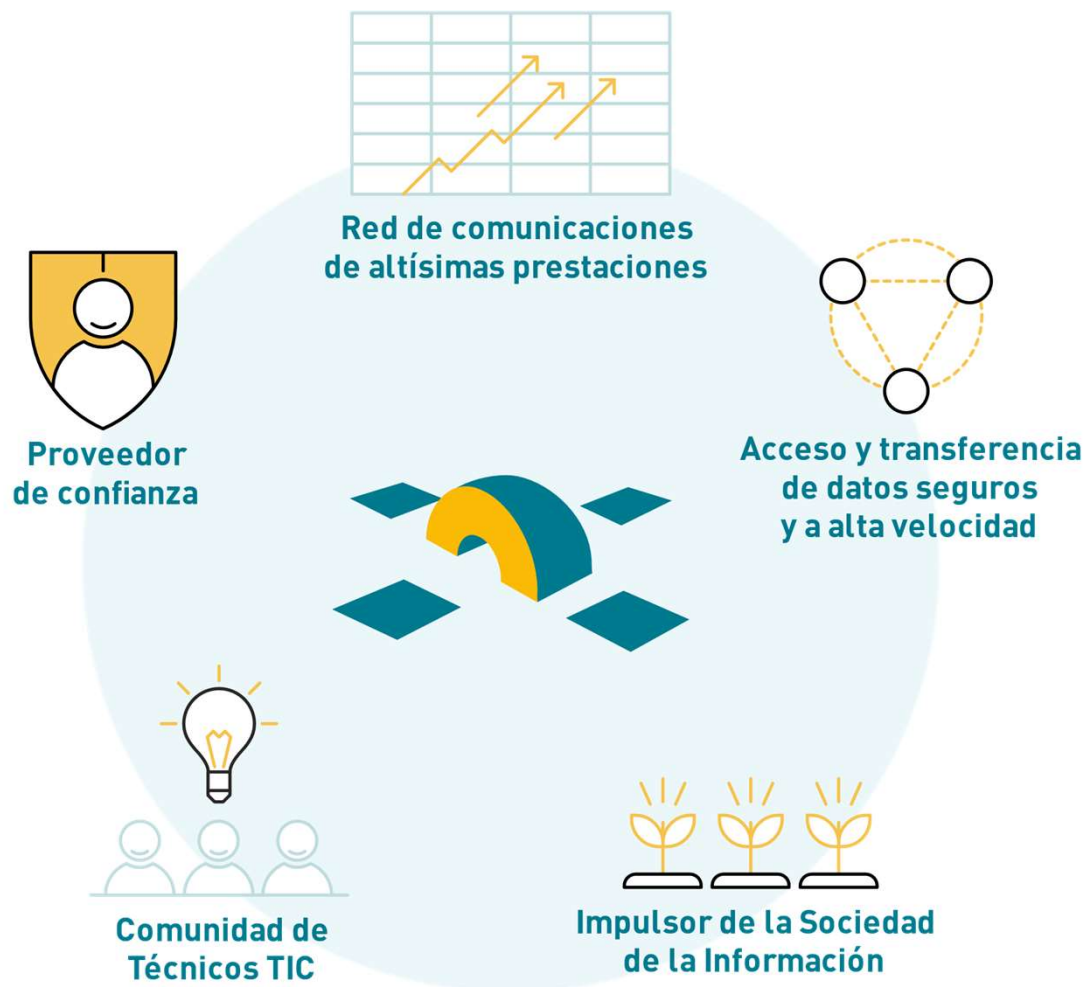 Red de comunicaciones
de altísimas prestaciones
Proveedor
de confianza
Acceso y transferencia
de datos seguros
y a alta velocidad
Comunidad de
Técnicos TIC
Impulsor de la Sociedad
de la Información